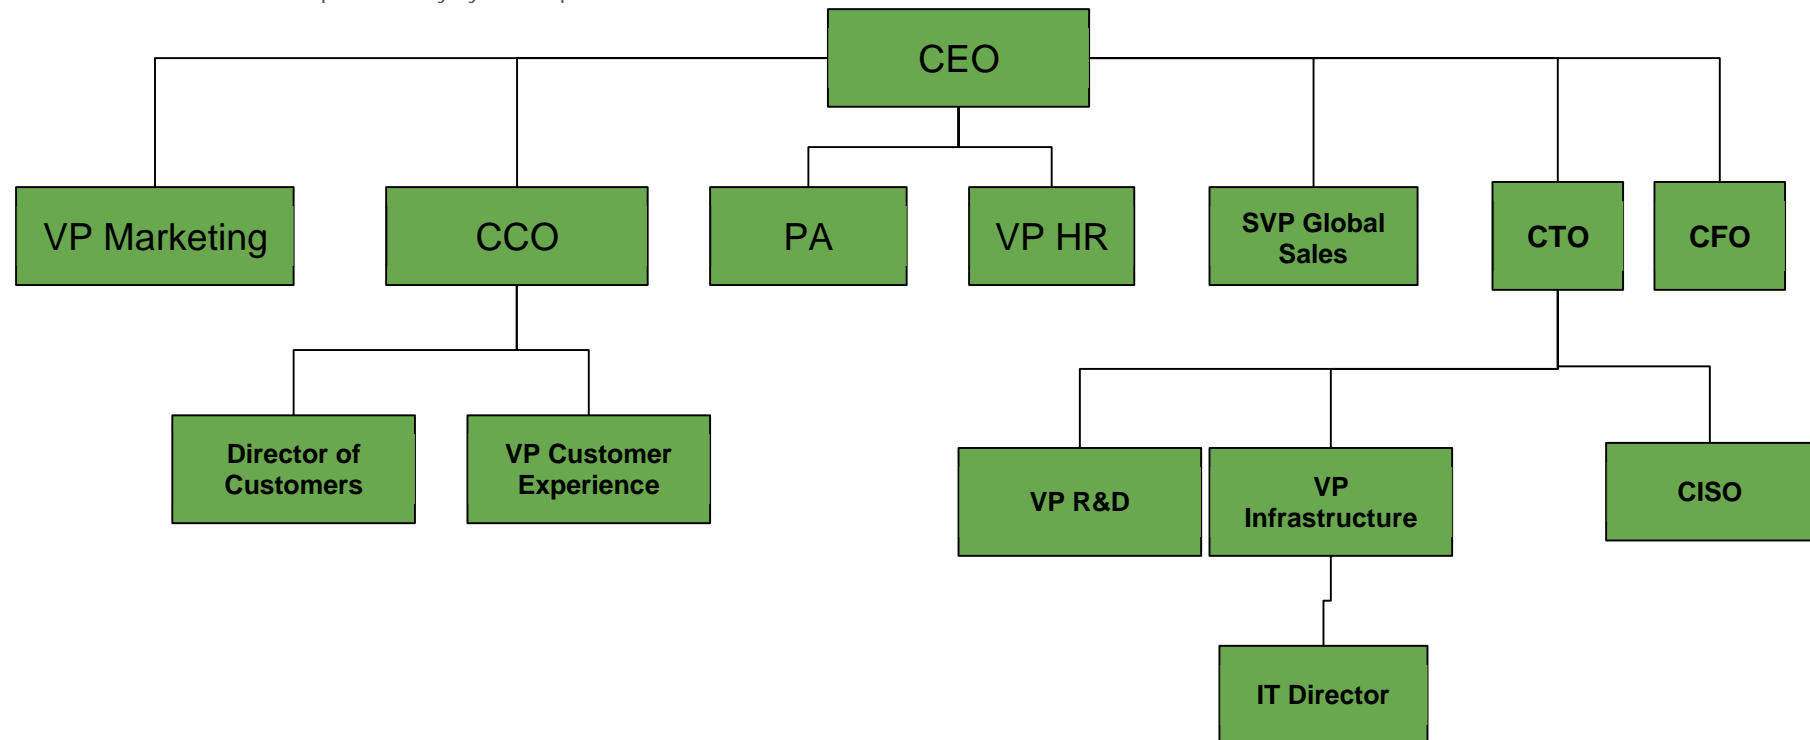 CEO
VP Marketing
CCO
PA
VP HR
SVP Global
Sales
CTO
CFO
Director of
Customers
VP Customer
Experience
VP R&D
VP
Infrastructure
CISO
IT Director